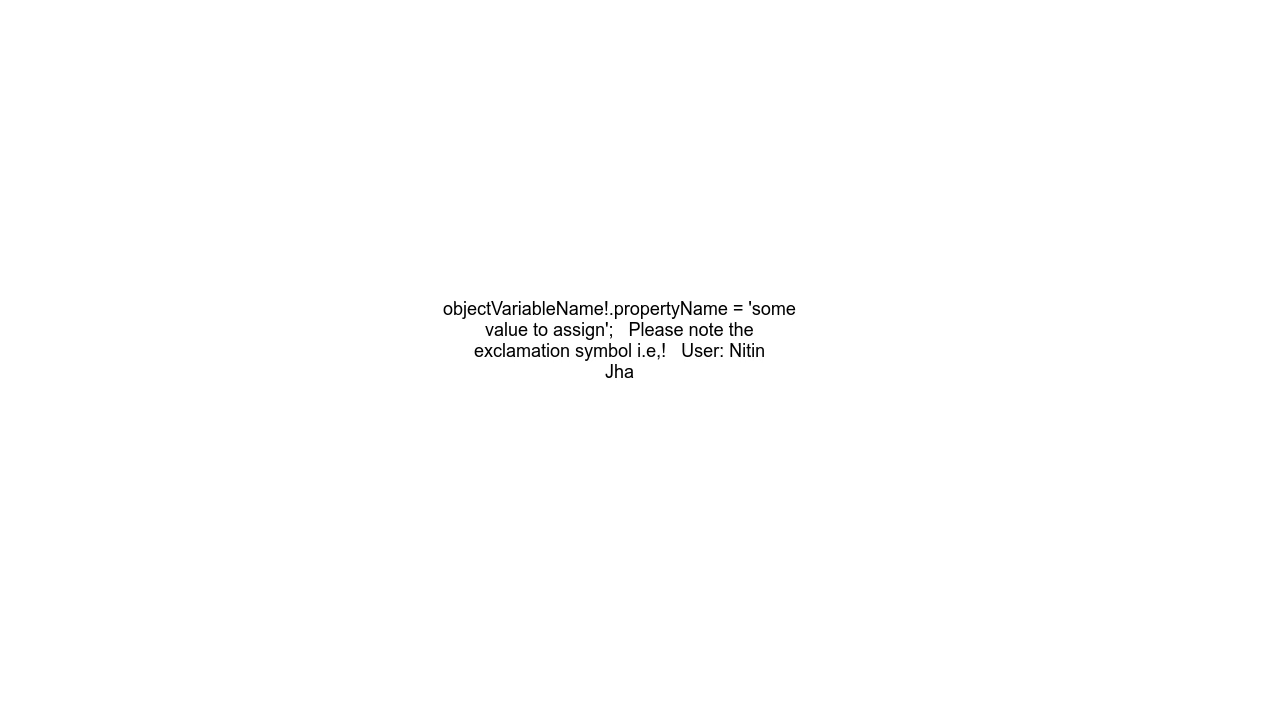 objectVariableName!.propertyName = 'some
value to assign';   Please note the
exclamation symbol i.e,!   User: Nitin
Jha